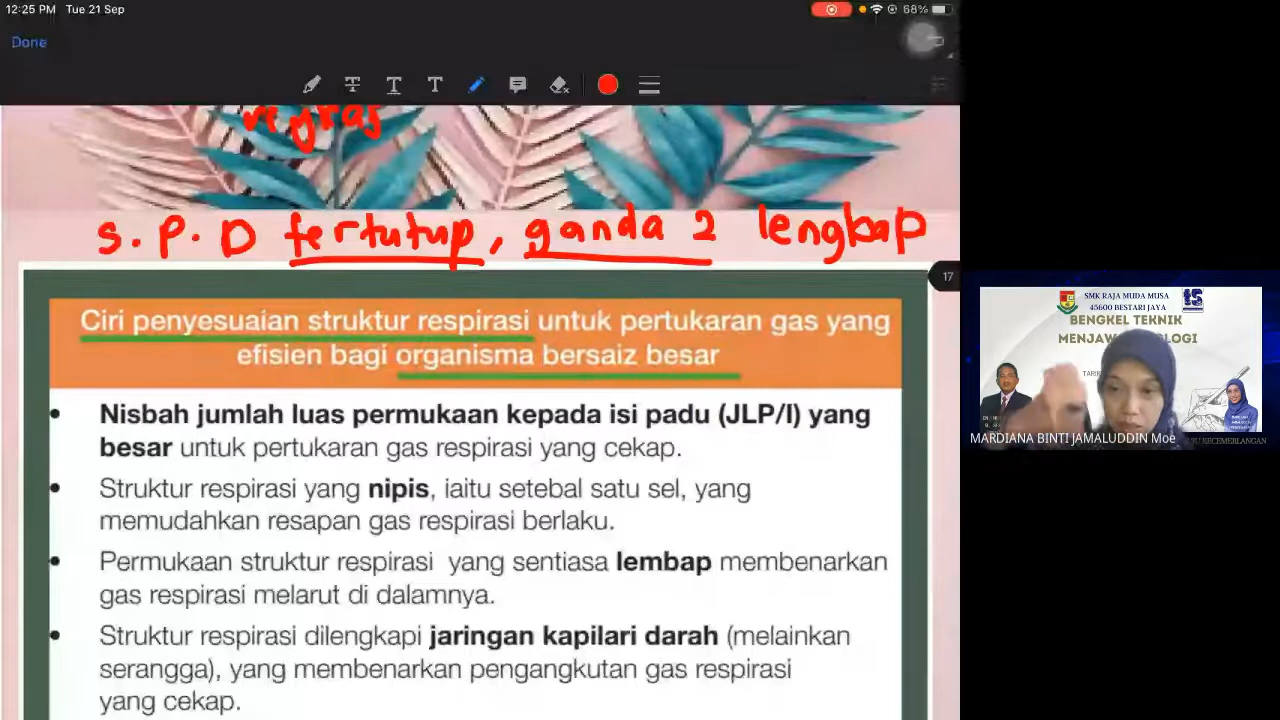 12:25 PM Tue 21 Sep
68%
Done
T T T
S.P.D tertutup, ganda 2 lengkap
17
Ciri penyesuaian struktur respirasi untuk pertukaran gas yang
efisien bagi organisma bersaiz besar
• Nisbah jumlah luas permukaan kepada isi padu (JLP/I) yang
besar untuk pertukaran gas respirasi yang cekap.
• Struktur respirasi yang nipis, iaitu setebal satu sel, yang
memudahkan resapan gas respirasi berlaku.
• Permukaan struktur respirasi yang sentiasa lembap membenarkan
gas respirasi melarut di dalamnya.
• Struktur respirasi dilengkapi jaringan kapilari darah (melainkan
serangga), yang membenarkan pengangkutan gas respirasi
yang cekap.
SMK RAJA MUDA MUSA
45600 BESTARI JAYA
ts
BENGKEL TEKNIK
MENJAW
TARIK
MARDIANA BINTI JAMALUDDIN Moe
KECEMERLANGAN